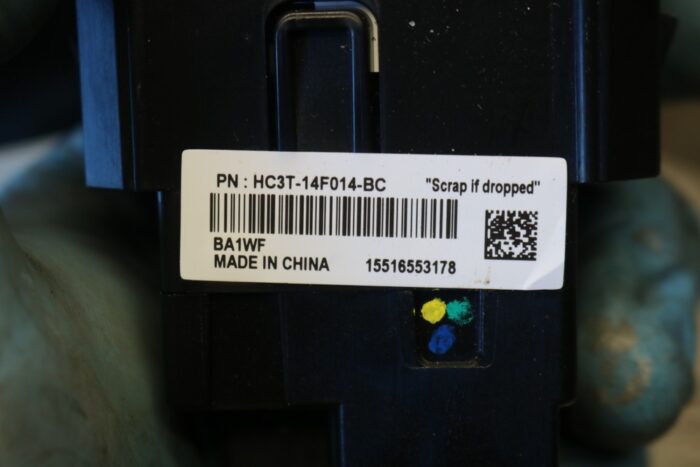 PN : HC3T-14F014-BC "Scrap if dropped"
BA1WF
MADE IN CHINA 15516553178